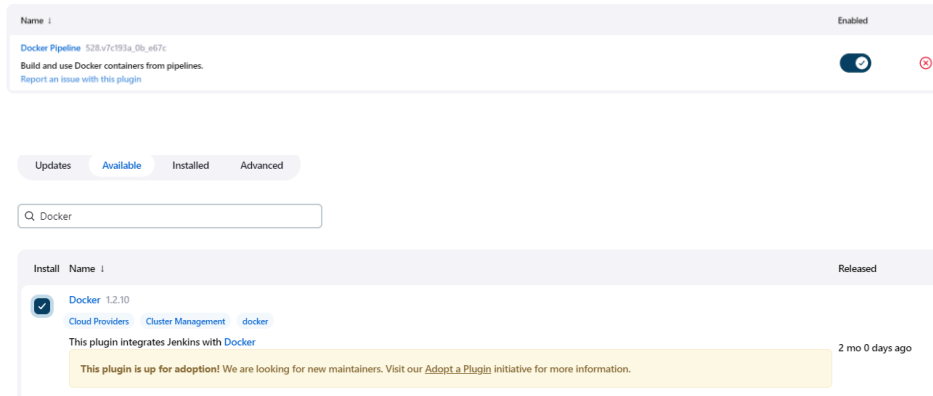 Name ↓ Enabled
Docker Pipeline 528.v7c193a_0b_e67c
Build and use Docker containers from pipelines.
Report an issue with this plugin
Updates Available Installed Advanced
Docker
Install Name ↓ Released
Docker 1.2.10
Cloud Providers Cluster Management docker
This plugin integrates Jenkins with Docker
2 mo 0 days ago
This plugin is up for adoption! We are looking for new maintainers. Visit our Adopt a Plugin initiative for more information.